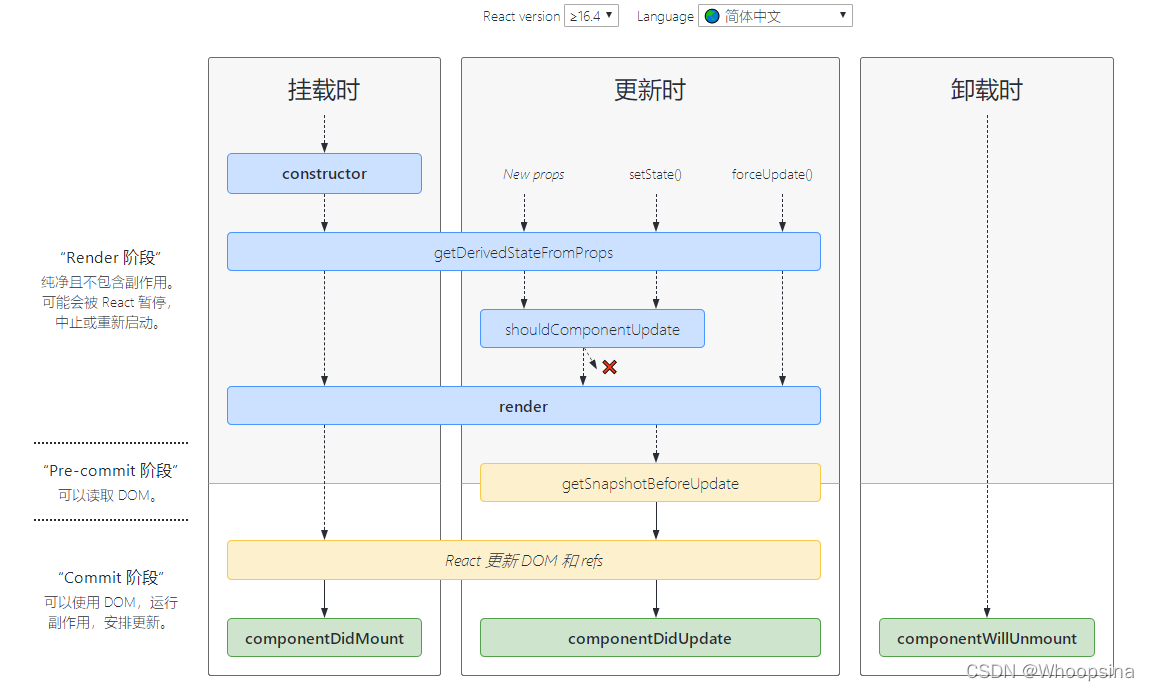 React version ≥16.4 Language 简体中文
挂载时
更新时
卸载时
constructor
New props
setState()
forceUpdate()
getDerivedStateFromProps
“Render 阶段”
纯净且不包含副作用。
可能会被 React 暂停，
中止或重新启动。
shouldComponentUpdate
render
“Pre-commit 阶段”
可以读取 DOM。
getSnapshotBeforeUpdate
React 更新 DOM 和 refs
“Commit 阶段”
可以使用 DOM，运行
副作用，安排更新。
componentDidMount
componentDidUpdate
componentWillUnmount
CSDN @Whoopsina